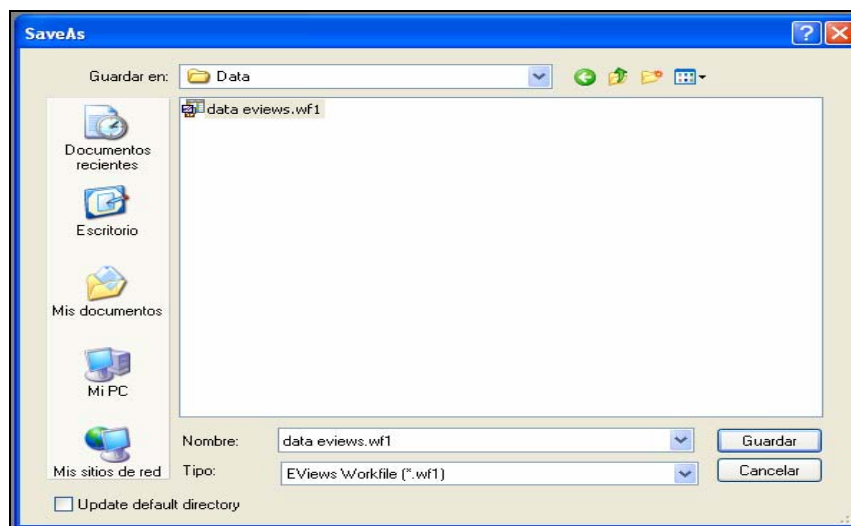 SaveAs
Guardar en: Data
data eviews.wf1
Documentos
recientes
Escritorio
Mis documentos
Mi PC
Mis sitios de red
Nombre: data eviews.wf1 Guardar
Tipo: EViews Workfile (*.wf1) Cancelar
Update default directory